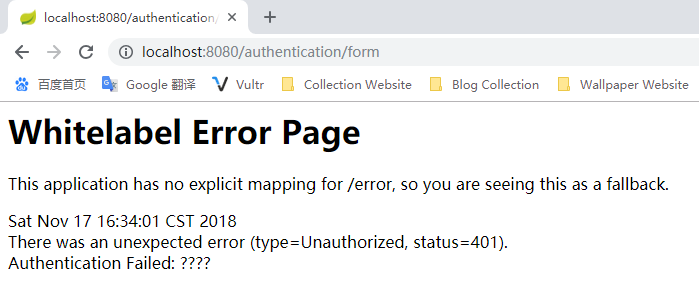 localhost:8080/authentication/
localhost:8080/authentication/form
百度首页 Google 翻译 Vultr Collection Website Blog Collection Wallpaper Website
Whitelabel Error Page
This application has no explicit mapping for /error, so you are seeing this as a fallback.
Sat Nov 17 16:34:01 CST 2018
There was an unexpected error (type=Unauthorized, status=401).
Authentication Failed: ????